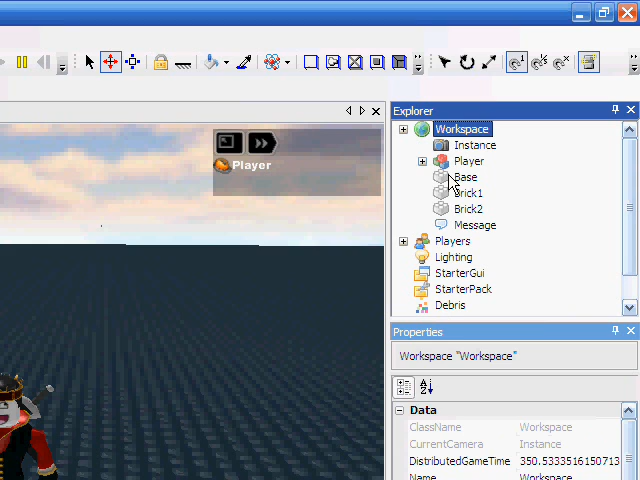 Explorer
Workspace
Instance
Player
Base
Brick1
Brick2
Message
Players
Lighting
StarterGui
StarterPack
Debris
Player
Properties
Workspace "Workspace"
Data
ClassName Workspace
CurrentCamera Instance
DistributedGameTime 350.5333516150713
Name Workspace